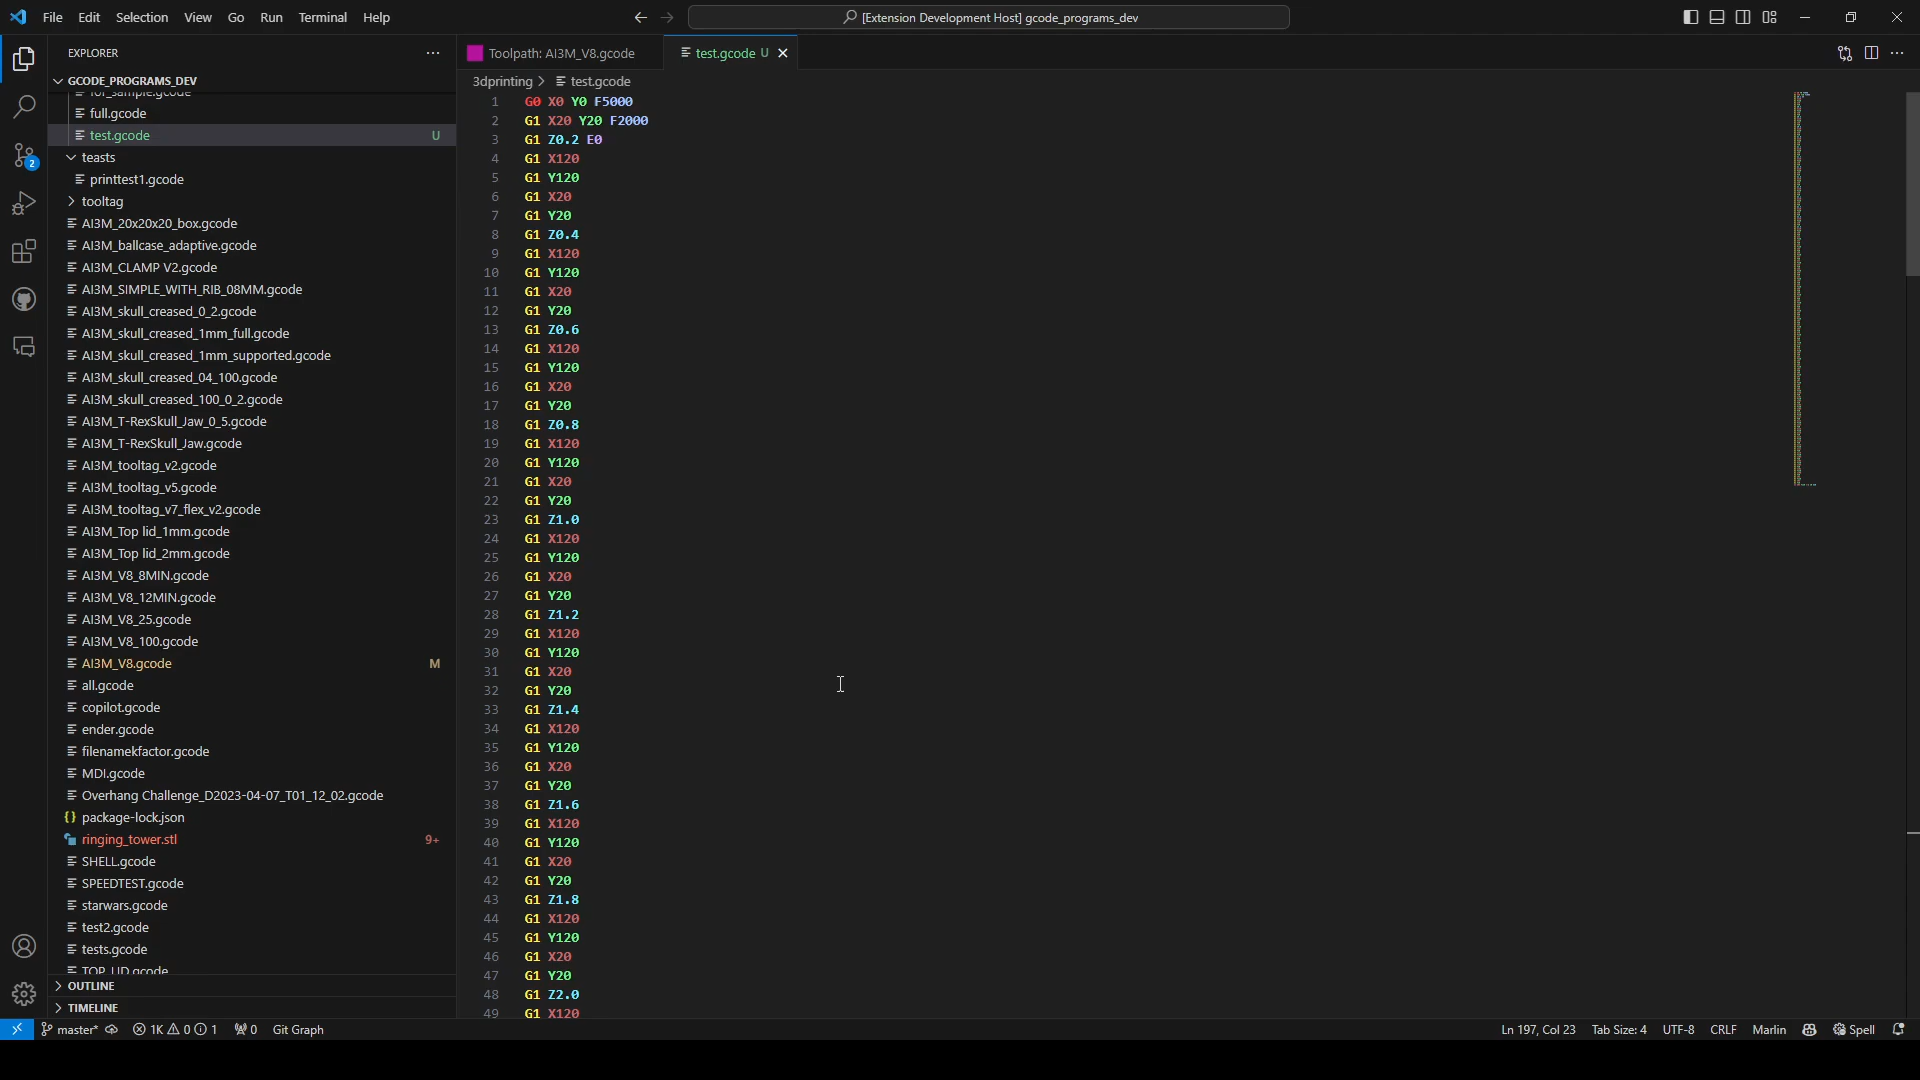 File Edit Selection View Go Run Terminal Help
[Extension Development Host] gcode_programs_dev
EXPLORER
GCODE_PROGRAMS_DEV
for_sample.gcode
full.gcode
test.gcode U
teasts
printtest1.gcode
tooltag
AI3M_20x20x20_box.gcode
AI3M_ballcase_adaptive.gcode
AI3M_CLAMP V2.gcode
AI3M_SIMPLE_WITH_RIB_08MM.gcode
AI3M_skull_creased_0_2.gcode
AI3M_skull_creased_1mm_full.gcode
AI3M_skull_creased_1mm_supported.gcode
AI3M_skull_creased_04_100.gcode
AI3M_skull_creased_100_0_2.gcode
AI3M_T-RexSkull_Jaw_0_5.gcode
AI3M_T-RexSkull_Jaw.gcode
AI3M_tooltag_v2.gcode
AI3M_tooltag_v5.gcode
AI3M_tooltag_v7_flex_v2.gcode
AI3M_Top lid_1mm.gcode
AI3M_Top lid_2mm.gcode
AI3M_V8_8MIN.gcode
AI3M_V8_12MIN.gcode
AI3M_V8_25.gcode
AI3M_V8_100.gcode
AI3M_V8.gcode M
all.gcode
copilot.gcode
ender.gcode
filenamekfactor.gcode
MDI.gcode
Overhang Challenge_D2023-04-07_T01_12_02.gcode
package-lock.json
ringing_tower.stl 9+
SHELL.gcode
SPEEDTEST.gcode
starwars.gcode
test2.gcode
tests.gcode
TOP_LID.gcode
OUTLINE
TIMELINE
2
Toolpath: AI3M_V8.gcode
test.gcode U
3dprinting > test.gcode
1 G0 X0 Y0 F5000
2 G1 X20 Y20 F2000
3 G1 Z0.2 E0
4 G1 X120
5 G1 Y120
6 G1 X20
7 G1 Y20
8 G1 Z0.4
9 G1 X120
10 G1 Y120
11 G1 X20
12 G1 Y20
13 G1 Z0.6
14 G1 X120
15 G1 Y120
16 G1 X20
17 G1 Y20
18 G1 Z0.8
19 G1 X120
20 G1 Y120
21 G1 X20
22 G1 Y20
23 G1 Z1.0
24 G1 X120
25 G1 Y120
26 G1 X20
27 G1 Y20
28 G1 Z1.2
29 G1 X120
30 G1 Y120
31 G1 X20
32 G1 Y20
33 G1 Z1.4
34 G1 X120
35 G1 Y120
36 G1 X20
37 G1 Y20
38 G1 Z1.6
39 G1 X120
40 G1 Y120
41 G1 X20
42 G1 Y20
43 G1 Z1.8
44 G1 X120
45 G1 Y120
46 G1 X20
47 G1 Y20
48 G1 Z2.0
49 G1 X120
master* 1K 0 1 0 Git Graph
Ln 197, Col 23 Tab Size: 4 UTF-8 CRLF Marlin Spell